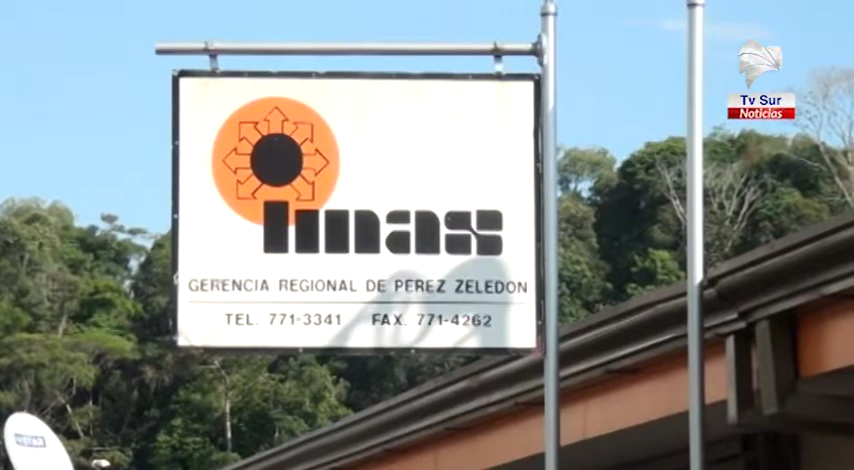 Tv Sur
Noticias
imas
GERENCIA REGIONAL DE PEREZ ZELEDON
TEL. 771-3341 FAX. 771-4262